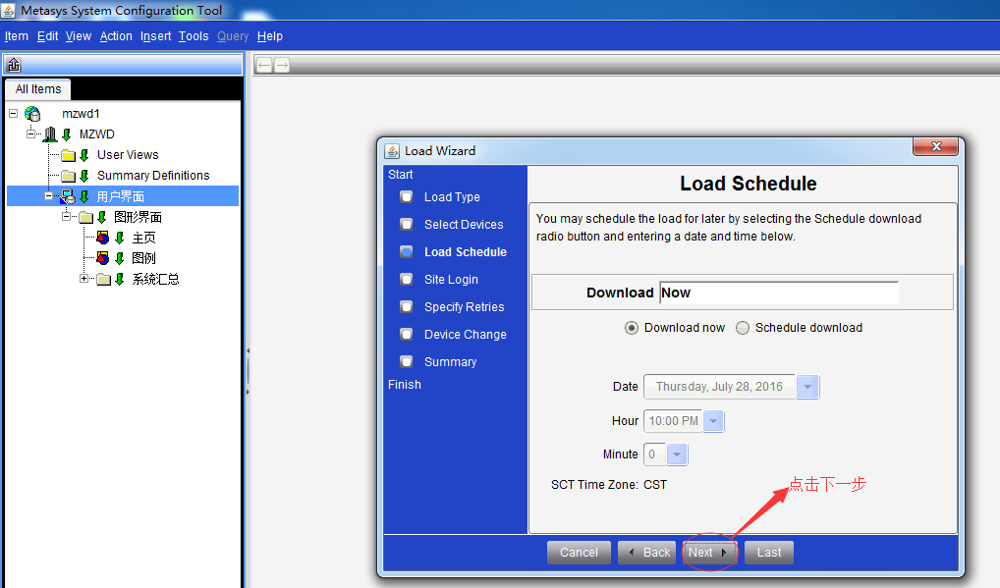 Metasys System Configuration Tool
Item Edit View Action Insert Tools Query Help
All Items
mzwd1
MZWD
User Views
Summary Definitions
用户界面
图形界面
主页
图例
系统汇总
Load Wizard
Start
Load Type
Select Devices
Load Schedule
Site Login
Specify Retries
Device Change
Summary
Finish
Load Schedule
You may schedule the load for later by selecting the Schedule download
radio button and entering a date and time below.
Download Now
Download now Schedule download
Date Thursday, July 28, 2016
Hour 10:00 PM
Minute 0
SCT Time Zone: CST
点击下一步
Cancel Back Next Last